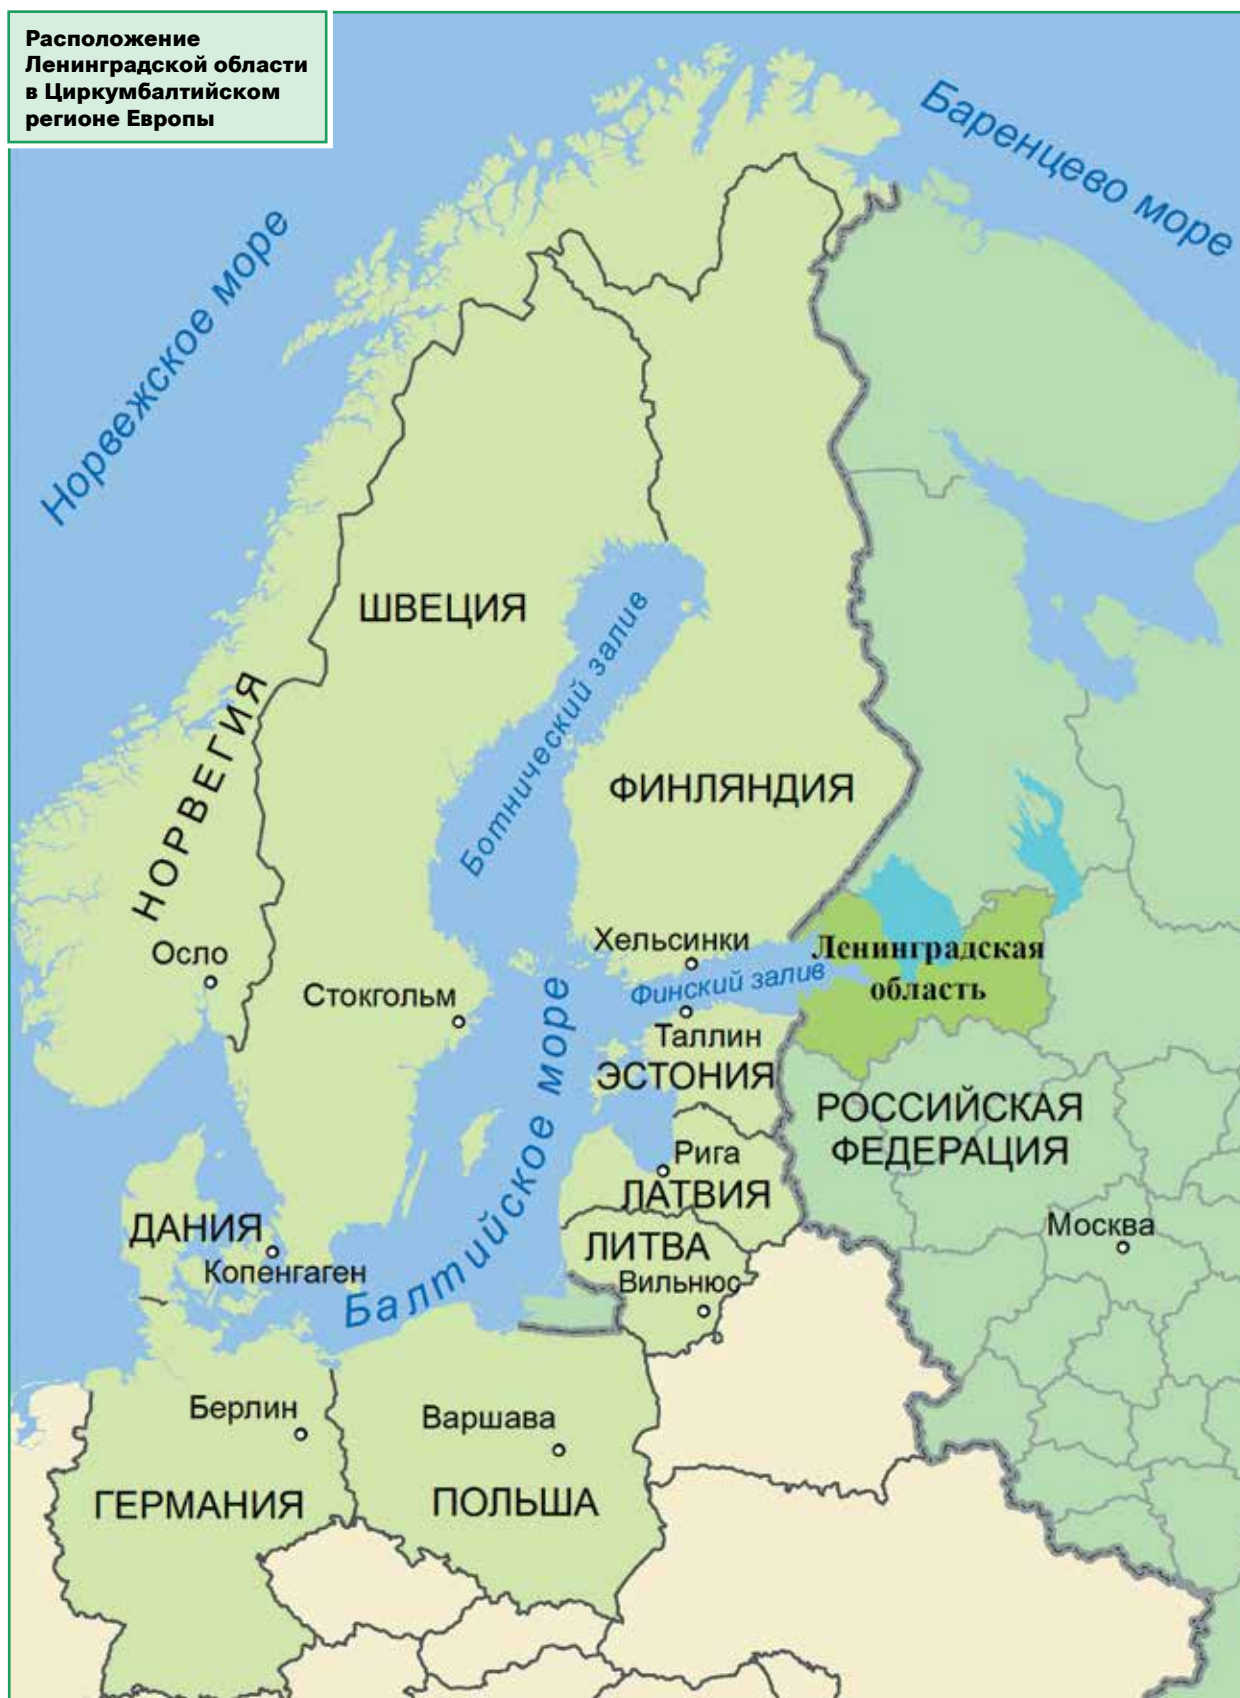 Расположение
Ленинградской области
в Циркумбалтийском
регионе Европы
Баренцево море
Норвежское море
ШВЕЦИЯ
Ботнический залив
НОРВЕГИЯ
ФИНЛЯНДИЯ
Осло
Хельсинки
Ленинградская
область
Стокгольм
Финский залив
Таллин
ЭСТОНИЯ
Балтийское море
РОССИЙСКАЯ
ФЕДЕРАЦИЯ
Рига
ЛАТВИЯ
ДАНИЯ
Копенгаген
ЛИТВА
Вильнюс
Москва
Берлин
Варшава
ГЕРМАНИЯ
ПОЛЬША